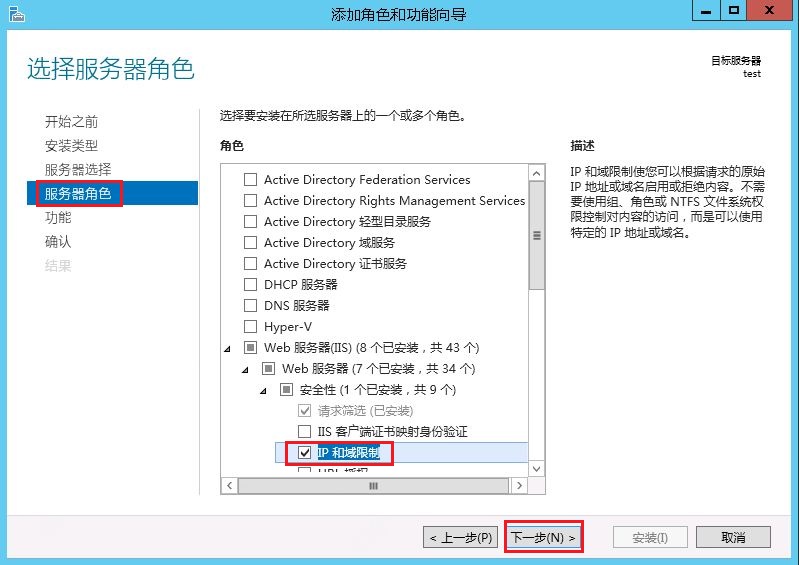 添加角色和功能向导
选择服务器角色
目标服务器
test
开始之前
安装类型
服务器选择
服务器角色
功能
确认
结果
选择要安装在所选服务器上的一个或多个角色。
角色
Active Directory Federation Services
Active Directory Rights Management Services
Active Directory 轻型目录服务
Active Directory 域服务
Active Directory 证书服务
DHCP 服务器
DNS 服务器
Hyper-V
Web 服务器(IIS) (8 个已安装，共 43 个)
Web 服务器 (7 个已安装，共 34 个)
安全性 (1 个已安装，共 9 个)
请求筛选 (已安装)
IIS 客户端证书映射身份验证
IP 和域限制
描述
IP 和域限制使您可以根据请求的原始
IP 地址或域名启用或拒绝内容。不需
要使用组、角色或 NTFS 文件系统权
限控制对内容的访问，而是可以使用
特定的 IP 地址或域名。
< 上一步(P)
下一步(N) >
安装(I)
取消